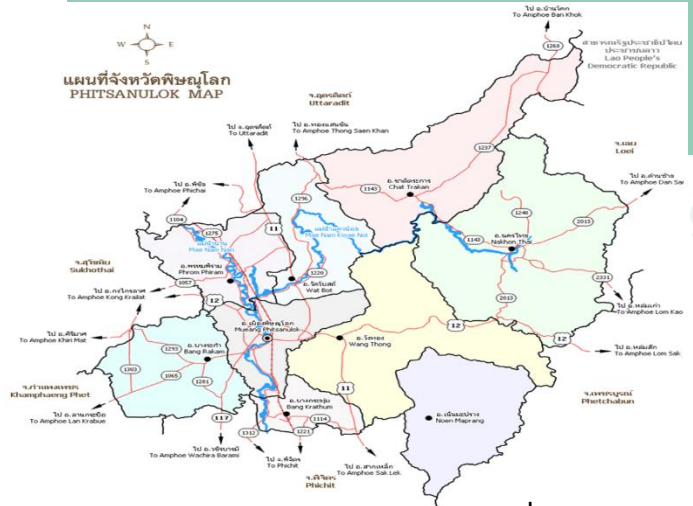 ไป อ.บ้านโคก
To Amphoe Ban Khok
N
W E
S
แผนที่จังหวัดพิษณุโลก
PHITSANULOK MAP
สาธารณรัฐประชาธิปไตย
ประชาชนลาว
Lao People's
Democratic Republic
1268
จ.อุตรดิตถ์
Uttaradit
ไป จ.อุตรดิตถ์
To Uttaradit
ไป อ.ทองแสนขัน
To Amphoe Thong Saen Khan
1237
จ.เลย
Loei
ไป อ.ด่านซ้าย
To Amphoe Dan Sai
ไป อ.พิชัย
To Amphoe Phichai
1143
อ.ชาติตระการ
Chat Trakan
1296
1104
1275
11
แม่น้ำน่าน
Mae Nam Nan
แม่น้ำแควน้อย
Mae Nam Kwae Noi
1248
2013
อ.นครไทย
Nakhon Thai
1143
จ.สุโขทัย
Sukhothai
1057
อ.พรหมพิราม
Phrom Phiram
1220
อ.วัดโบสถ์
Wat Bot
2331
ไป อ.กงไกรลาศ
To Amphoe Kong Krailat
12
2013
ไป อ.หล่มเก่า
To Amphoe Lom Kao
ไป อ.คีรีมาศ
To Amphoe Khiri Mat
อ.เมืองพิษณุโลก
Mueang Phitsanulok
12
12
อ.วังทอง
Wang Thong
ไป อ.หล่มสัก
To Amphoe Lom Sak
1293
อ.บางระกำ
Bang Rakam
1303
1065
1281
11
จ.กำแพงเพชร
Khamphaeng Phet
จ.เพชรบูรณ์
Phetchabun
ไป อ.ลานกระบือ
To Amphoe Lan Krabue
117
อ.บางกระทุ่ม
Bang Krathum
1114
อ.เนินมะปราง
Noen Maprang
1312
1221
ไป อ.วชิรบารมี
To Amphoe Wachira Barami
ไป จ.พิจิตร
To Phichit
จ.พิจิตร
Phichit
ไป อ.สากเหล็ก
To Amphoe Sak Lek